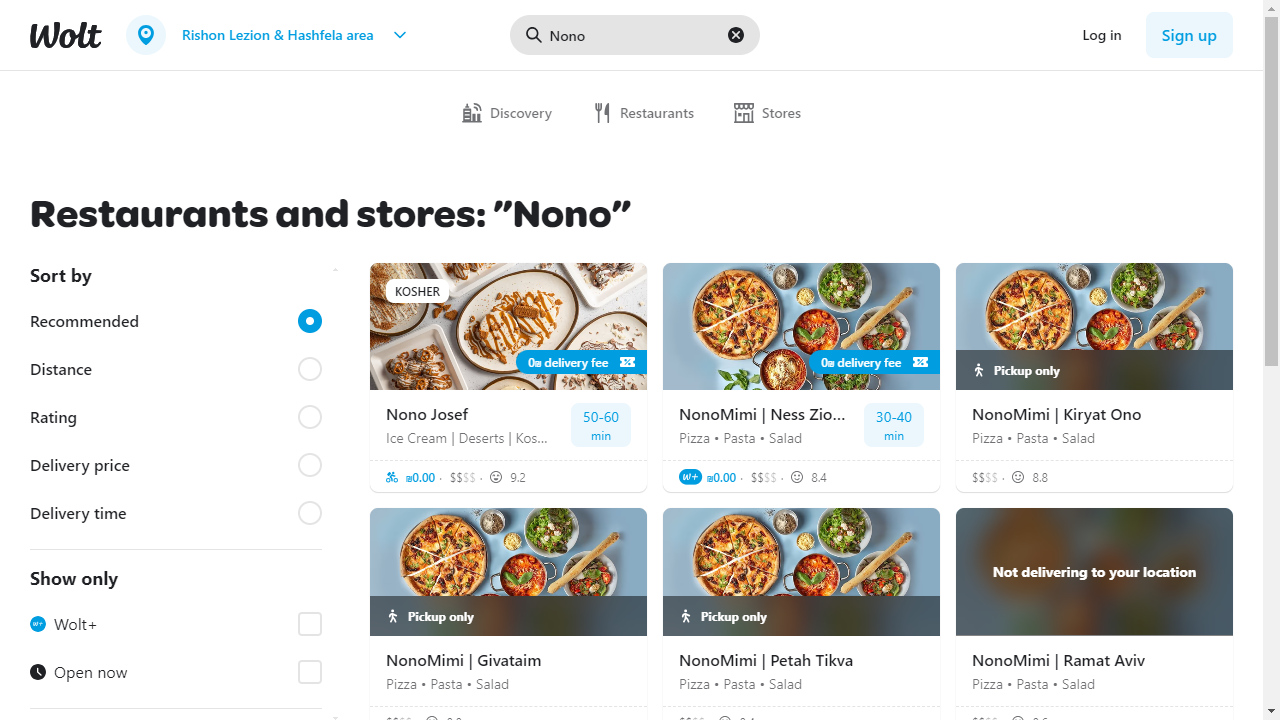 Wolt
Rishon Lezion & Hashfela area
Nono
Log in
Sign up
Discovery
Restaurants
Stores
Restaurants and stores: ”Nono”
Sort by
Recommended
Distance
Rating
Delivery price
Delivery time
Show only
W+ Wolt+
Open now
KOSHER
0₪ delivery fee
Nono Josef
Ice Cream | Deserts | Kos...
50-60
min
₪0.00 · $$$$ · 9.2
0₪ delivery fee
NonoMimi | Ness Zio...
Pizza • Pasta • Salad
30-40
min
W+ ₪0.00 · $$$$ · 8.4
Pickup only
NonoMimi | Kiryat Ono
Pizza • Pasta • Salad
$$$$ · 8.8
Pickup only
NonoMimi | Givataim
Pizza • Pasta • Salad
Pickup only
NonoMimi | Petah Tikva
Pizza • Pasta • Salad
Not delivering to your location
NonoMimi | Ramat Aviv
Pizza • Pasta • Salad